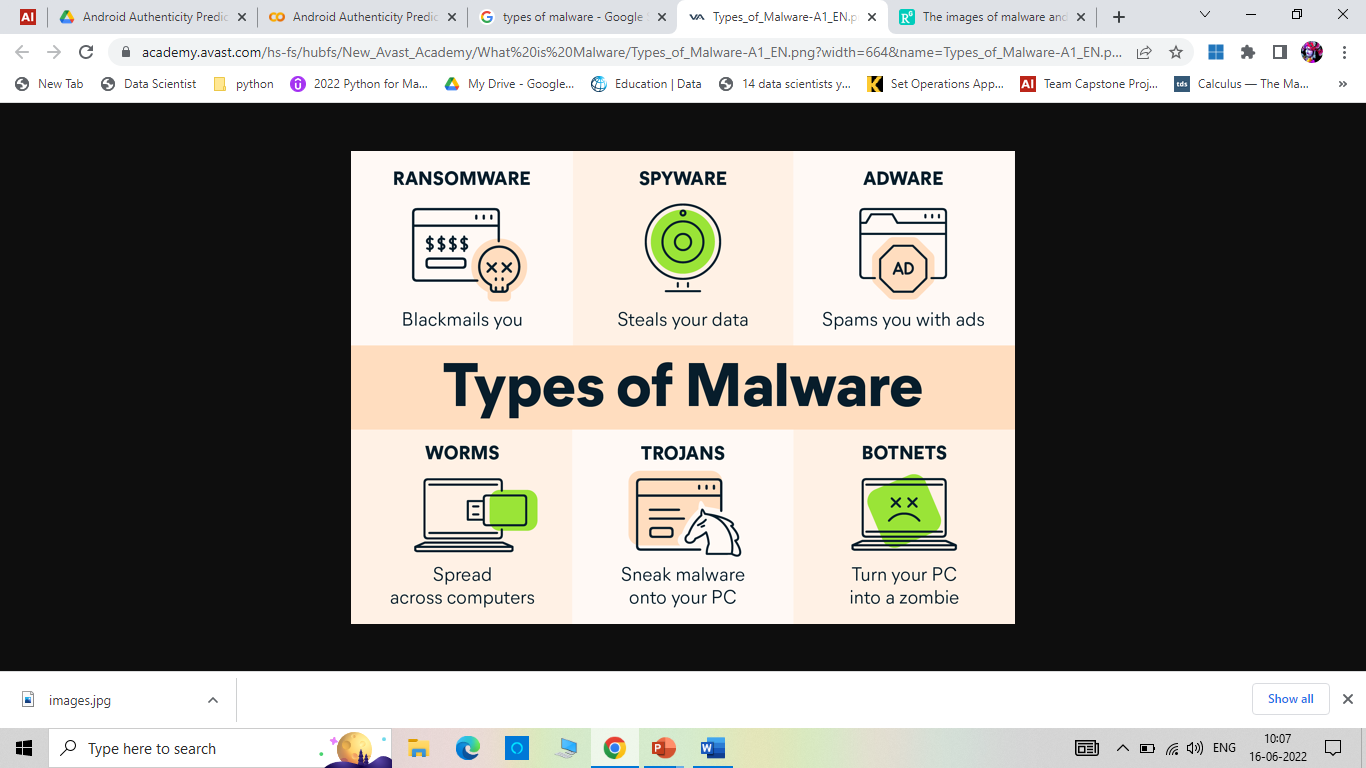 Android Authenticity Predic
Android Authenticity Predic
types of malware - Google
Types_of_Malware-A1_EN.p
The images of malware and
academy.avast.com/hs-fs/hubfs/New_Avast_Academy/What%20is%20Malware/Types_of_Malware-A1_EN.png?width=664&name=Types_of_Malware-A1_EN.p...
New Tab
Data Scientist
python
2022 Python for Ma...
My Drive - Google...
Education | Data
14 data scientists y...
Set Operations App...
AI
Team Capstone Proj...
tds
Calculus — The Ma...
RANSOMWARE
SPYWARE
ADWARE
$$$$
AD
Blackmails you
Steals your data
Spams you with ads
Types of Malware
WORMS
TROJANS
BOTNETS
Spread
across computers
Sneak malware
onto your PC
Turn your PC
into a zombie
images.jpg
Show all
Type here to search
ENG
10:07
16-06-2022